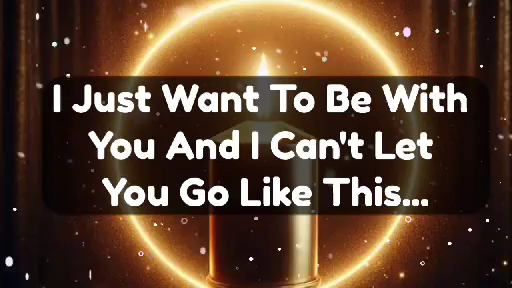 I Just Want To Be With
You And I Can't Let
You Go Like This...